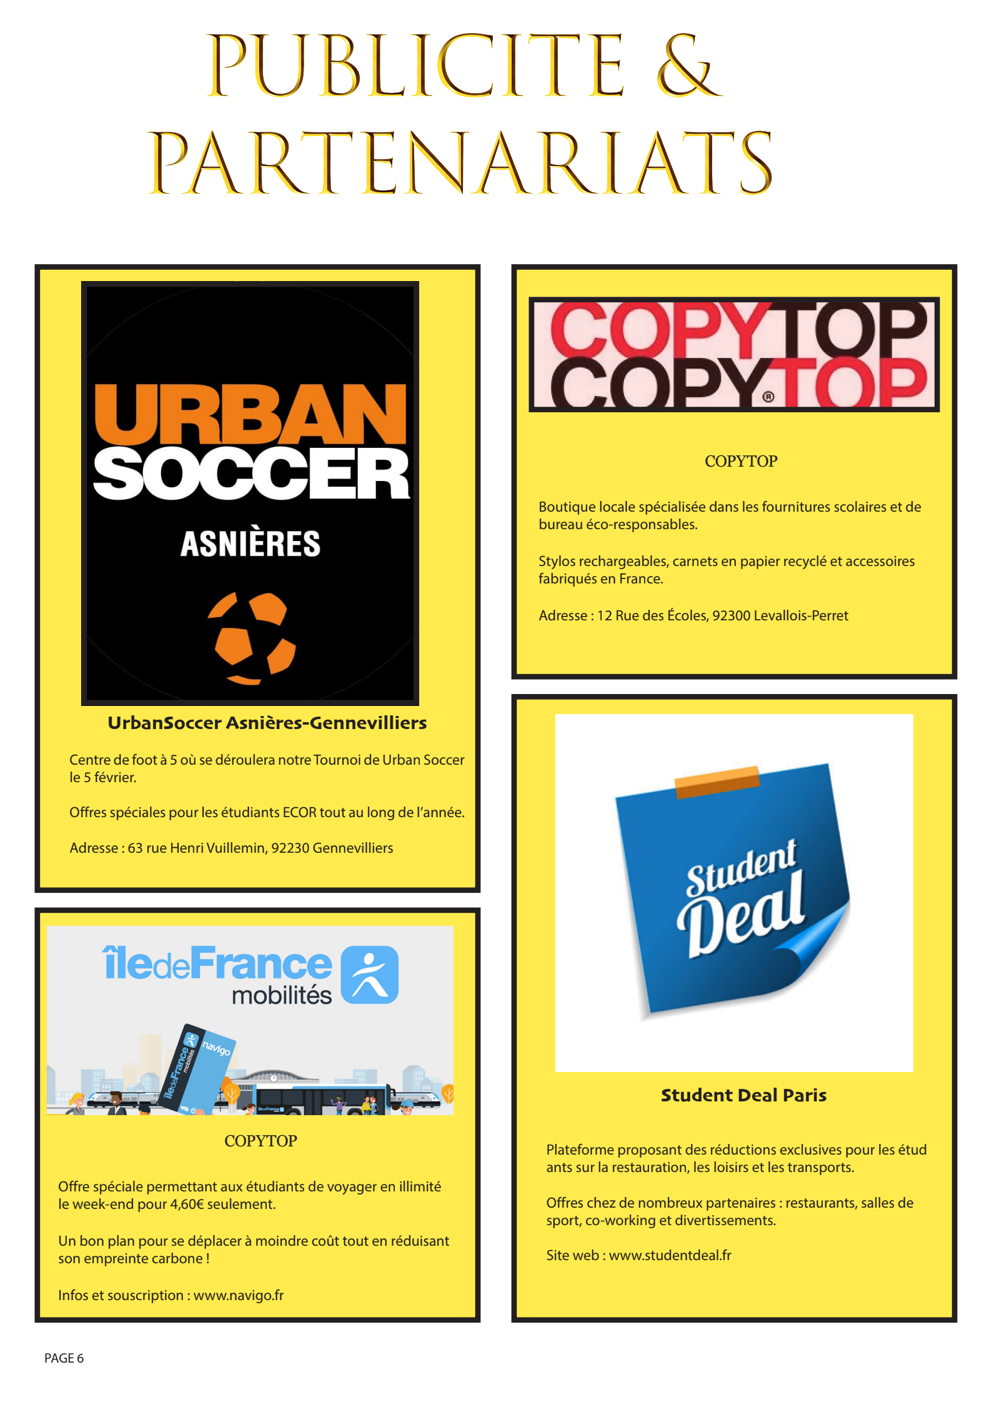 PUBLICITE &
PARTENARIATS
URBAN
SOCCER
ASNIÈRES
UrbanSoccer Asnières-Gennevilliers
Centre de foot à 5 où se déroulera notre Tournoi de Urban Soccer
le 5 février.
Offres spéciales pour les étudiants ECOR tout au long de l’année.
Adresse : 63 rue Henri Vuillemin, 92230 Gennevilliers
COPYTOP
COPY®TOP
COPYTOP
Boutique locale spécialisée dans les fournitures scolaires et de
bureau éco-responsables.
Stylos rechargeables, carnets en papier recyclé et accessoires
fabriqués en France.
Adresse : 12 Rue des Écoles, 92300 Levallois-Perret
îledeFrance
mobilités
îledeFrance
mobilités
navigo
COPYTOP
Offre spéciale permettant aux étudiants de voyager en illimité
le week-end pour 4,60€ seulement.
Un bon plan pour se déplacer à moindre coût tout en réduisant
son empreinte carbone !
Infos et souscription : www.navigo.fr
Student
Deal
Student Deal Paris
Plateforme proposant des réductions exclusives pour les étud
ants sur la restauration, les loisirs et les transports.
Offres chez de nombreux partenaires : restaurants, salles de
sport, co-working et divertissements.
Site web : www.studentdeal.fr
PAGE 6